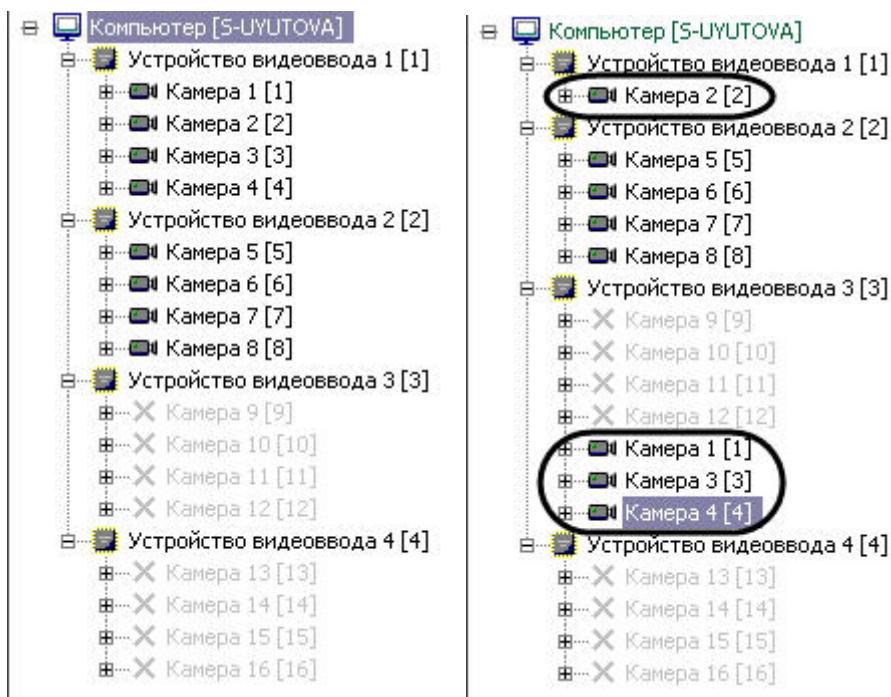 Компьютер [S-UYUTOVA]
Устройство видеоввода 1 [1]
Камера 1 [1]
Камера 2 [2]
Камера 3 [3]
Камера 4 [4]
Устройство видеоввода 2 [2]
Камера 5 [5]
Камера 6 [6]
Камера 7 [7]
Камера 8 [8]
Устройство видеоввода 3 [3]
Камера 9 [9]
Камера 10 [10]
Камера 11 [11]
Камера 12 [12]
Устройство видеоввода 4 [4]
Камера 13 [13]
Камера 14 [14]
Камера 15 [15]
Камера 16 [16]
Компьютер [S-UYUTOVA]
Устройство видеоввода 1 [1]
Камера 2 [2]
Устройство видеоввода 2 [2]
Камера 5 [5]
Камера 6 [6]
Камера 7 [7]
Камера 8 [8]
Устройство видеоввода 3 [3]
Камера 9 [9]
Камера 10 [10]
Камера 11 [11]
Камера 12 [12]
Камера 1 [1]
Камера 3 [3]
Камера 4 [4]
Устройство видеоввода 4 [4]
Камера 13 [13]
Камера 14 [14]
Камера 15 [15]
Камера 16 [16]